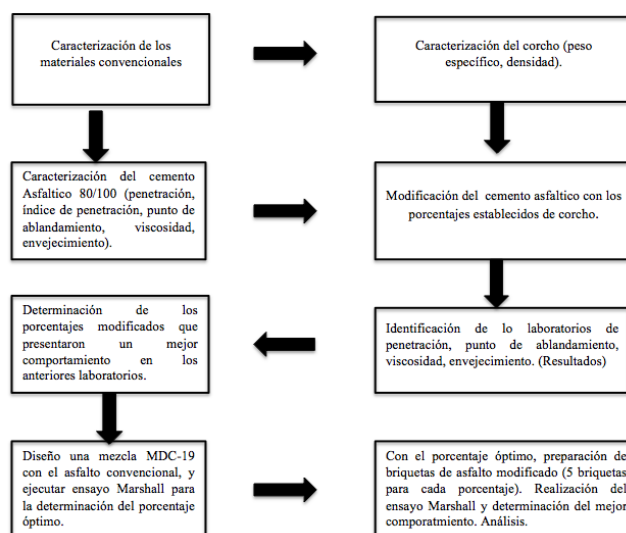 Caracterización de los
materiales convencionales
Caracterización del corcho (peso
específico, densidad).
Caracterización del cemento
Asfaltico 80/100 (penetración,
índice de penetración, punto de
ablandamiento, viscosidad,
envejecimiento).
Modificación del cemento asfaltico con los
porcentajes establecidos de corcho.
Determinación de los
porcentajes modificados que
presentaron un mejor
comportamiento en los
anteriores laboratorios.
Identificación de lo laboratorios de
penetración, punto de ablandamiento,
viscosidad, envejecimiento. (Resultados)
Diseño una mezcla MDC-19
con el asfalto convencional, y
ejecutar ensayo Marshall para
la determinación del porcentaje
óptimo.
Con el porcentaje óptimo, preparación de
briquetas de asfalto modificado (5 briquetas
para cada porcentaje). Realización del
ensayo Marshall y determinación del mejor
comporatmiento. Análisis.